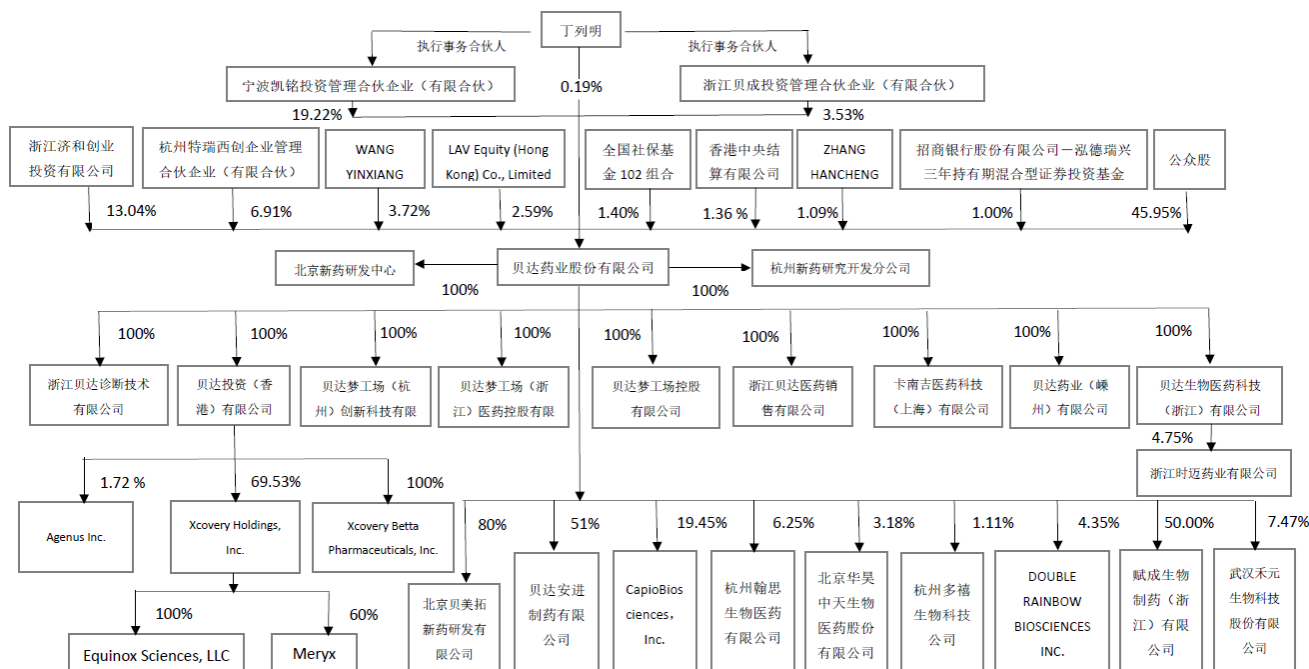 丁列明
执行事务合伙人
执行事务合伙人
宁波凯铭投资管理合伙企业（有限合伙）
0.19%
浙江贝成投资管理合伙企业（有限合伙）
19.22%
3.53%
浙江济和创业
投资有限公司
杭州特瑞西创企业管理
合伙企业（有限合伙）
WANG
YINXIANG
LAV Equity (Hong
Kong) Co., Limited
全国社保基
金 102 组合
香港中央结
算有限公司
ZHANG
HANCHENG
招商银行股份有限公司－泓德瑞兴
三年持有期混合型证券投资基金
公众股
13.04%
6.91%
3.72%
2.59%
1.40%
1.36 %
1.09%
1.00%
45.95%
北京新药研发中心
贝达药业股份有限公司
杭州新药研究开发分公司
100%
100%
100%
100%
100%
100%
100%
100%
100%
100%
100%
浙江贝达诊断技术
有限公司
贝达投资（香
港）有限公司
贝达梦工场（杭
州）创新科技有限
贝达梦工场（浙
江）医药控股有限
贝达梦工场控股
有限公司
浙江贝达医药销
售有限公司
卡南吉医药科技
（上海）有限公司
贝达药业（嵊
州）有限公司
贝达生物医药科技
（浙江）有限公司
4.75%
浙江时迈药业有限公司
1.72 %
69.53%
100%
Agenus Inc.
Xcovery Holdings,
Inc.
Xcovery Betta
Pharmaceuticals, Inc.
80%
51%
19.45%
6.25%
3.18%
1.11%
4.35%
50.00%
7.47%
北京贝美拓
新药研发有
限公司
贝达安进
制药有限
公司
CapioBios
ciences，
Inc.
杭州翰思
生物医药
有限公司
北京华昊
中天生物
医药股份
有限公司
杭州多禧
生物科技
公司
DOUBLE
RAINBOW
BIOSCIENCES
INC.
赋成生物
制药（浙
江）有限
公司
武汉禾元
生物科技
股份有限
公司
100%
60%
Equinox Sciences, LLC
Meryx